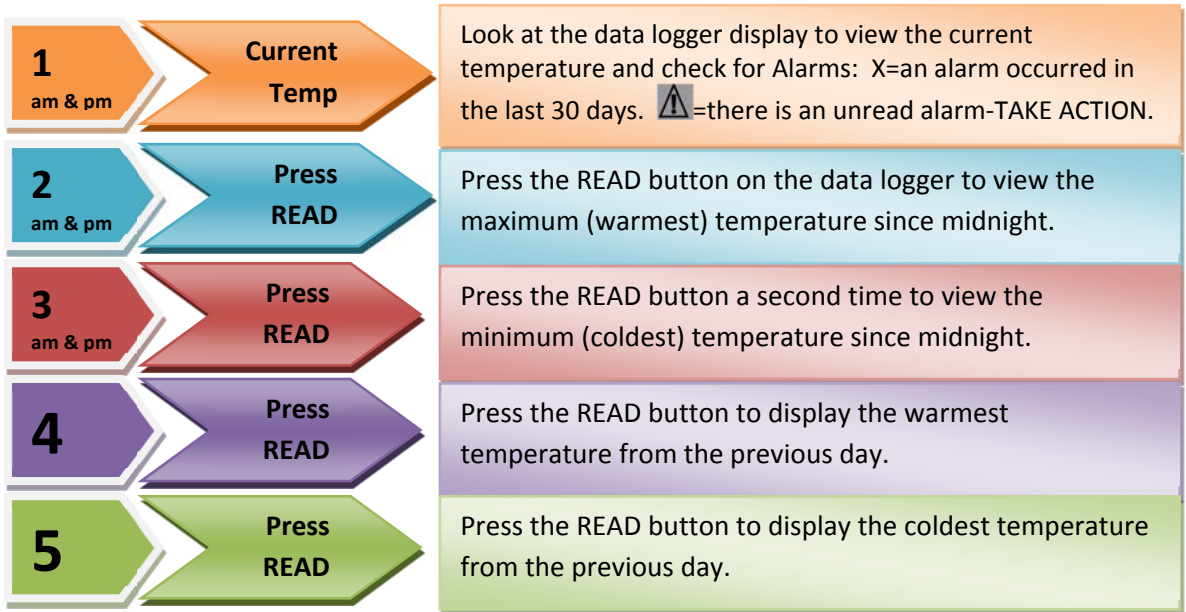 1
am & pm
Current
Temp
Look at the data logger display to view the current
temperature and check for Alarms: X=an alarm occurred in
the last 30 days. =there is an unread alarm-TAKE ACTION.
2
am & pm
Press
READ
Press the READ button on the data logger to view the
maximum (warmest) temperature since midnight.
3
am & pm
Press
READ
Press the READ button a second time to view the
minimum (coldest) temperature since midnight.
4
Press
READ
Press the READ button to display the warmest
temperature from the previous day.
5
Press
READ
Press the READ button to display the coldest temperature
from the previous day.